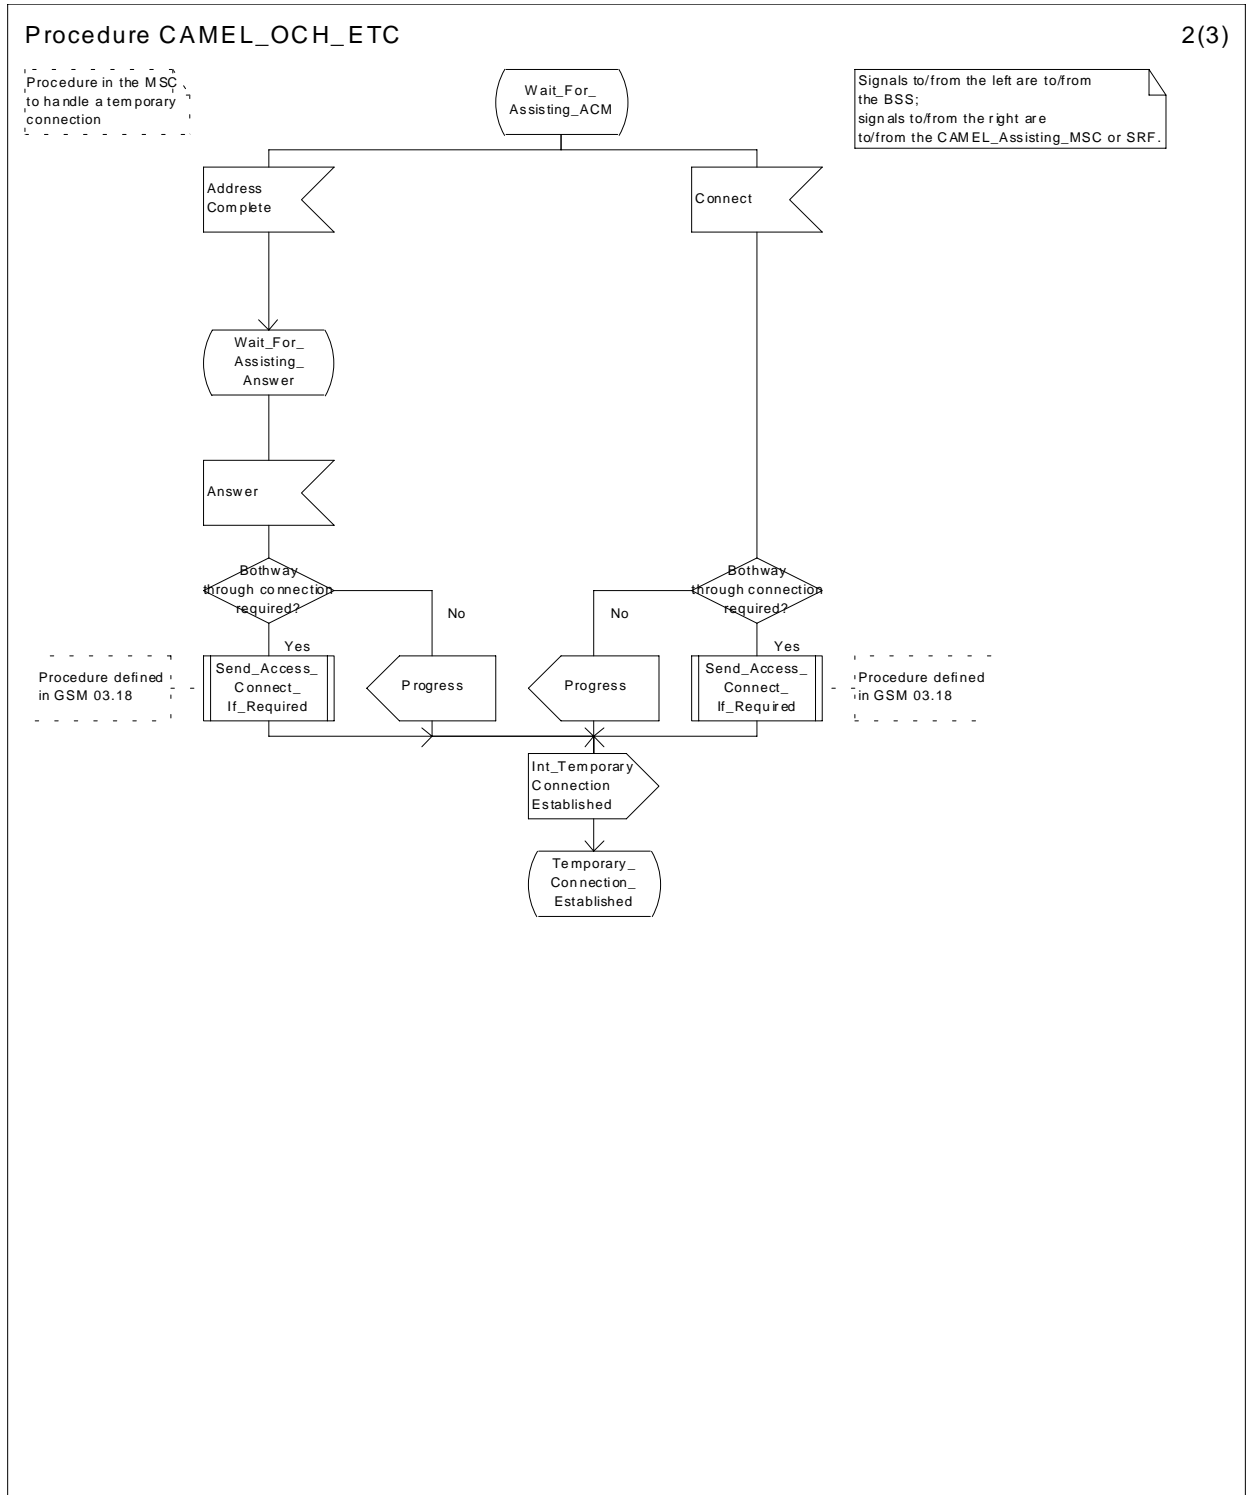 Procedure CAMEL_OCH_ETC
2(3)
Procedure in the MSC
to handle a temporary
connection
Wait_For_
Assisting_ACM
Signals to/from the left are to/from
the BSS;
signals to/from the right are
to/from the CAMEL_Assisting_MSC or SRF.
Address
Complete
Connect
Wait_For_
Assisting_
Answer
Answer
Bothway
through connection
required?
No
Yes
Bothway
through connection
required?
No
Yes
Procedure defined
in GSM 03.18
Send_Access_
Connect_
If_Required
Progress
Progress
Send_Access_
Connect_
If_Required
Procedure defined
in GSM 03.18
Int_Temporary
Connection
Established
Temporary_
Connection_
Established